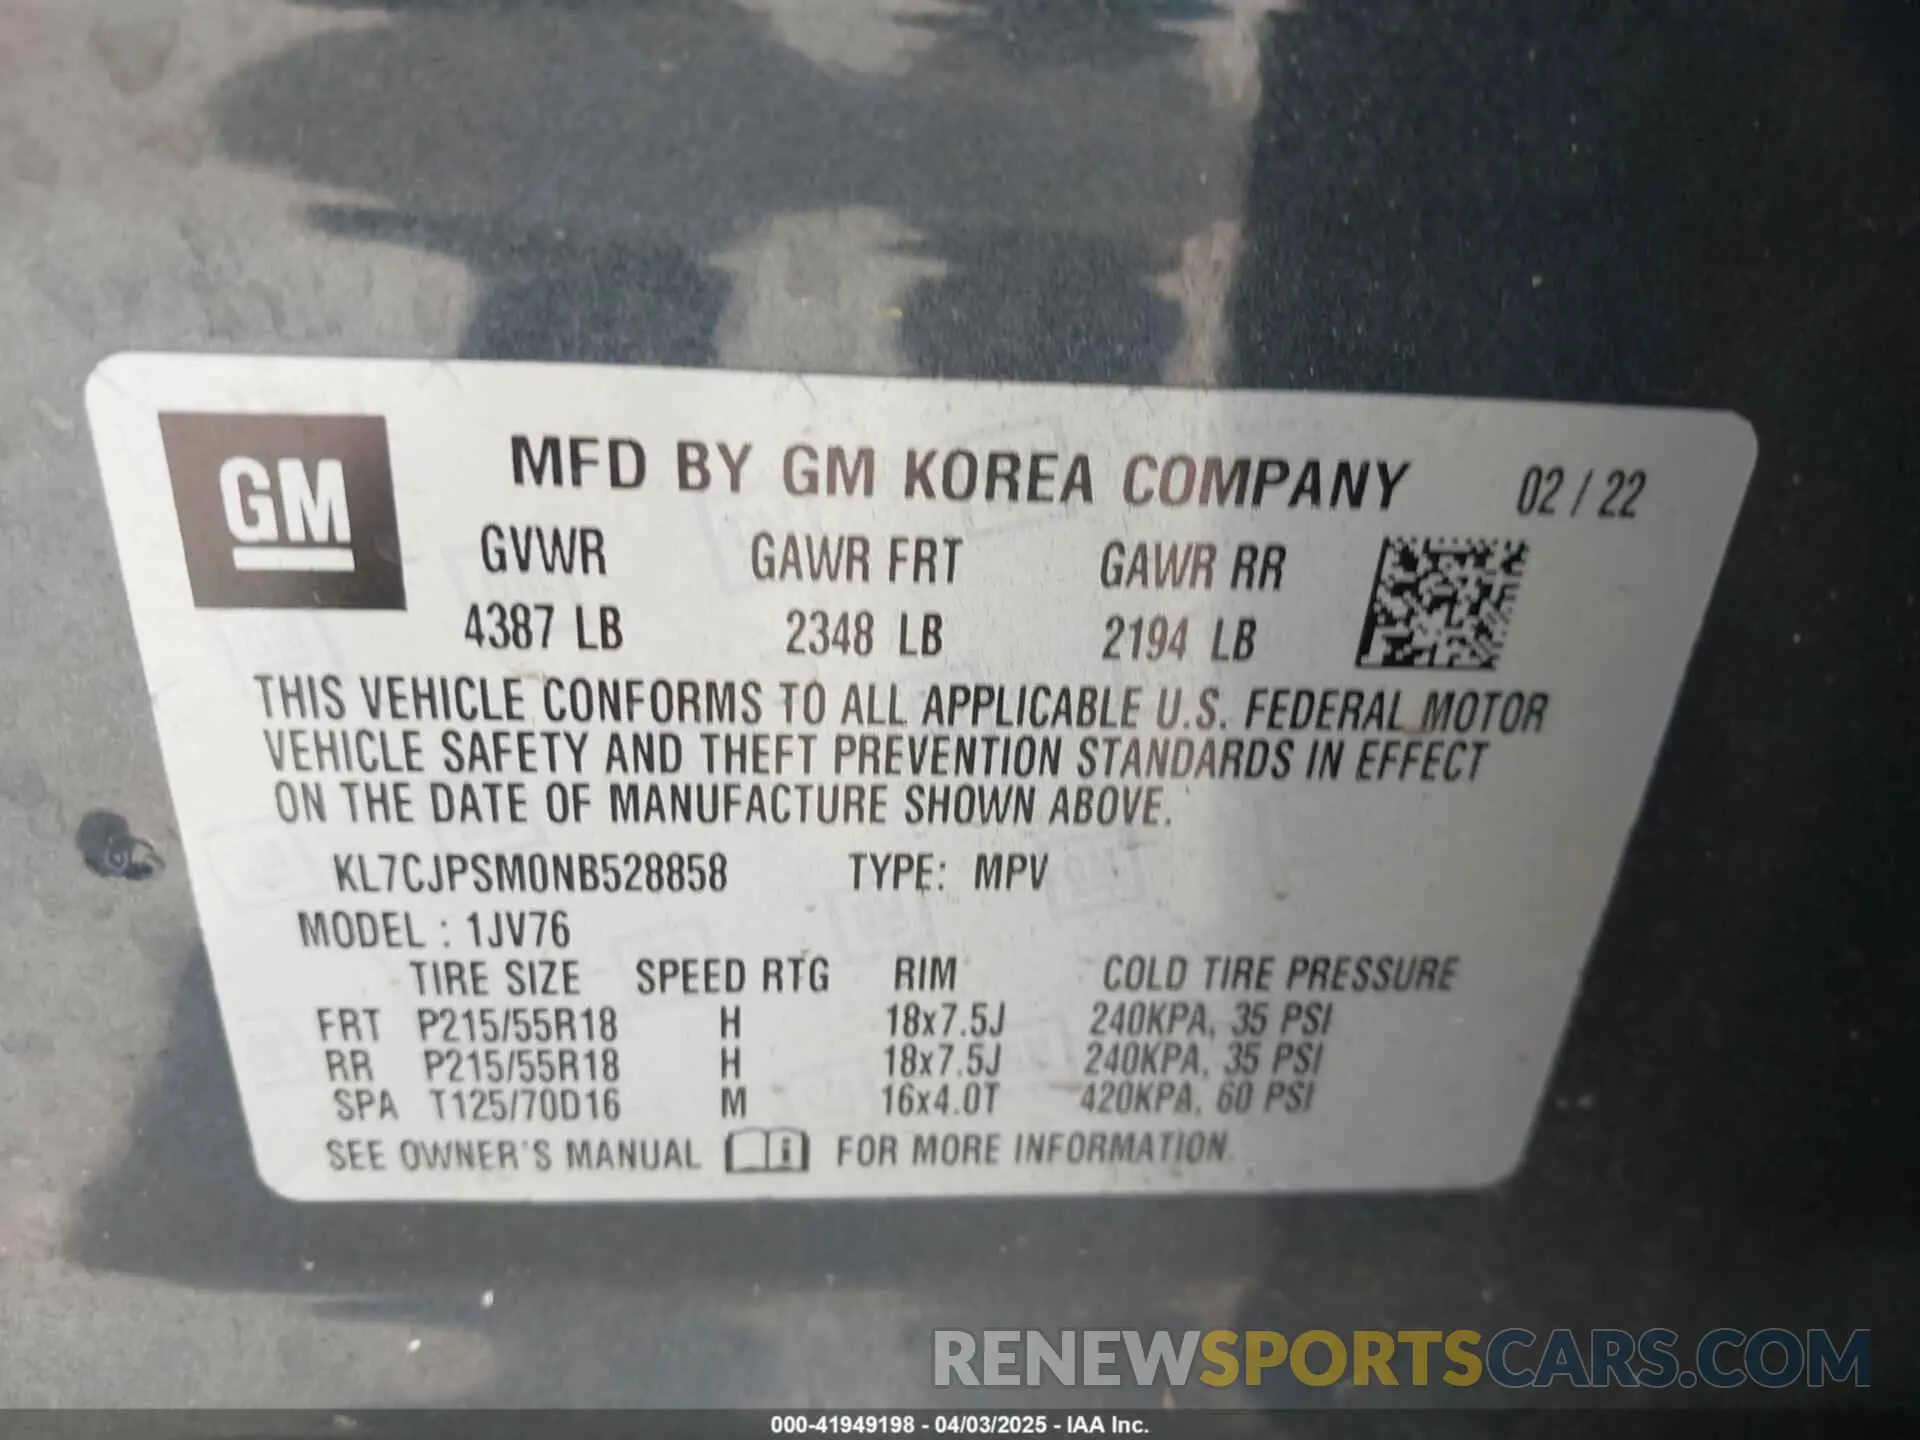 GM
MFD BY GM KOREA COMPANY 02 / 22
GVWR GAWR FRT GAWR RR
4387 LB 2348 LB 2194 LB
THIS VEHICLE CONFORMS TO ALL APPLICABLE U.S. FEDERAL MOTOR
VEHICLE SAFETY AND THEFT PREVENTION STANDARDS IN EFFECT
ON THE DATE OF MANUFACTURE SHOWN ABOVE.
KL7CJPSM0NB528858 TYPE: MPV
MODEL : 1JV76
TIRE SIZE SPEED RTG RIM COLD TIRE PRESSURE
FRT P215/55R18 H 18x7.5J 240KPA, 35 PSI
RR P215/55R18 H 18x7.5J 240KPA, 35 PSI
SPA T125/70D16 M 16x4.0T 420KPA, 60 PSI
SEE OWNER'S MANUAL FOR MORE INFORMATION.
RENEWSPORTSCARS.COM
000-41949198 - 04/03/2025 - IAA Inc.